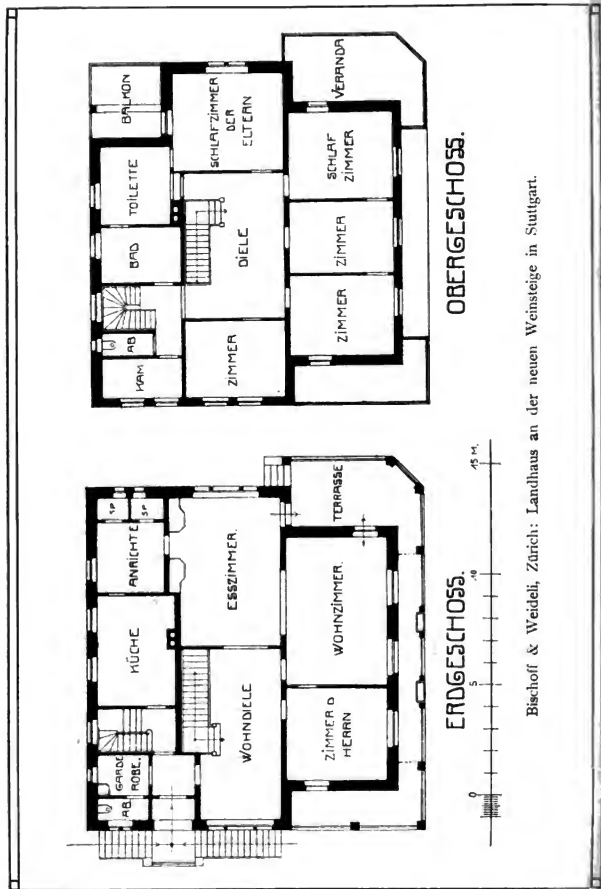 BALKON
TOILETTE
BAD
AB
KAM
SCHLAFZIMMER
DER
ELTERN
DIELE
ZIMMER
VERANDA
SCHLAF
ZIMMER
ZIMMER
ZIMMER
OBERGESCHOSS.
SP
SP
ANRICHTE
KÜCHE
GARDE
ROBE.
AB.
ESSZIMMER.
WOHNDIELE
TERRASSE
WOHNZIMMER.
ZIMMER D
HERRN
ERDGESCHOSS.
0 5 10 15 M.
Bischoff & Weideli, Zürich: Landhaus an der neuen Weinsteige in Stuttgart.